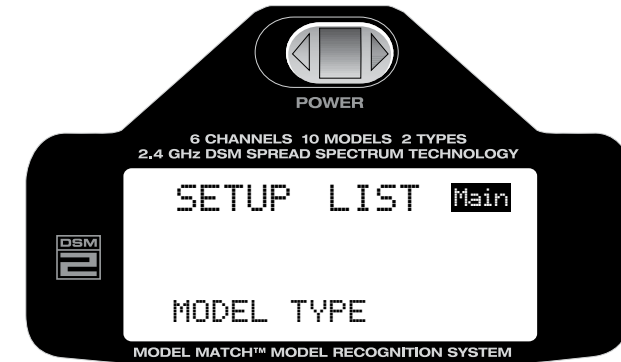 POWER
6 CHANNELS 10 MODELS 2 TYPES
2.4 GHz DSM SPREAD SPECTRUM TECHNOLOGY
SETUP LIST Main
DSM
2
MODEL TYPE
MODEL MATCH™ MODEL RECOGNITION SYSTEM